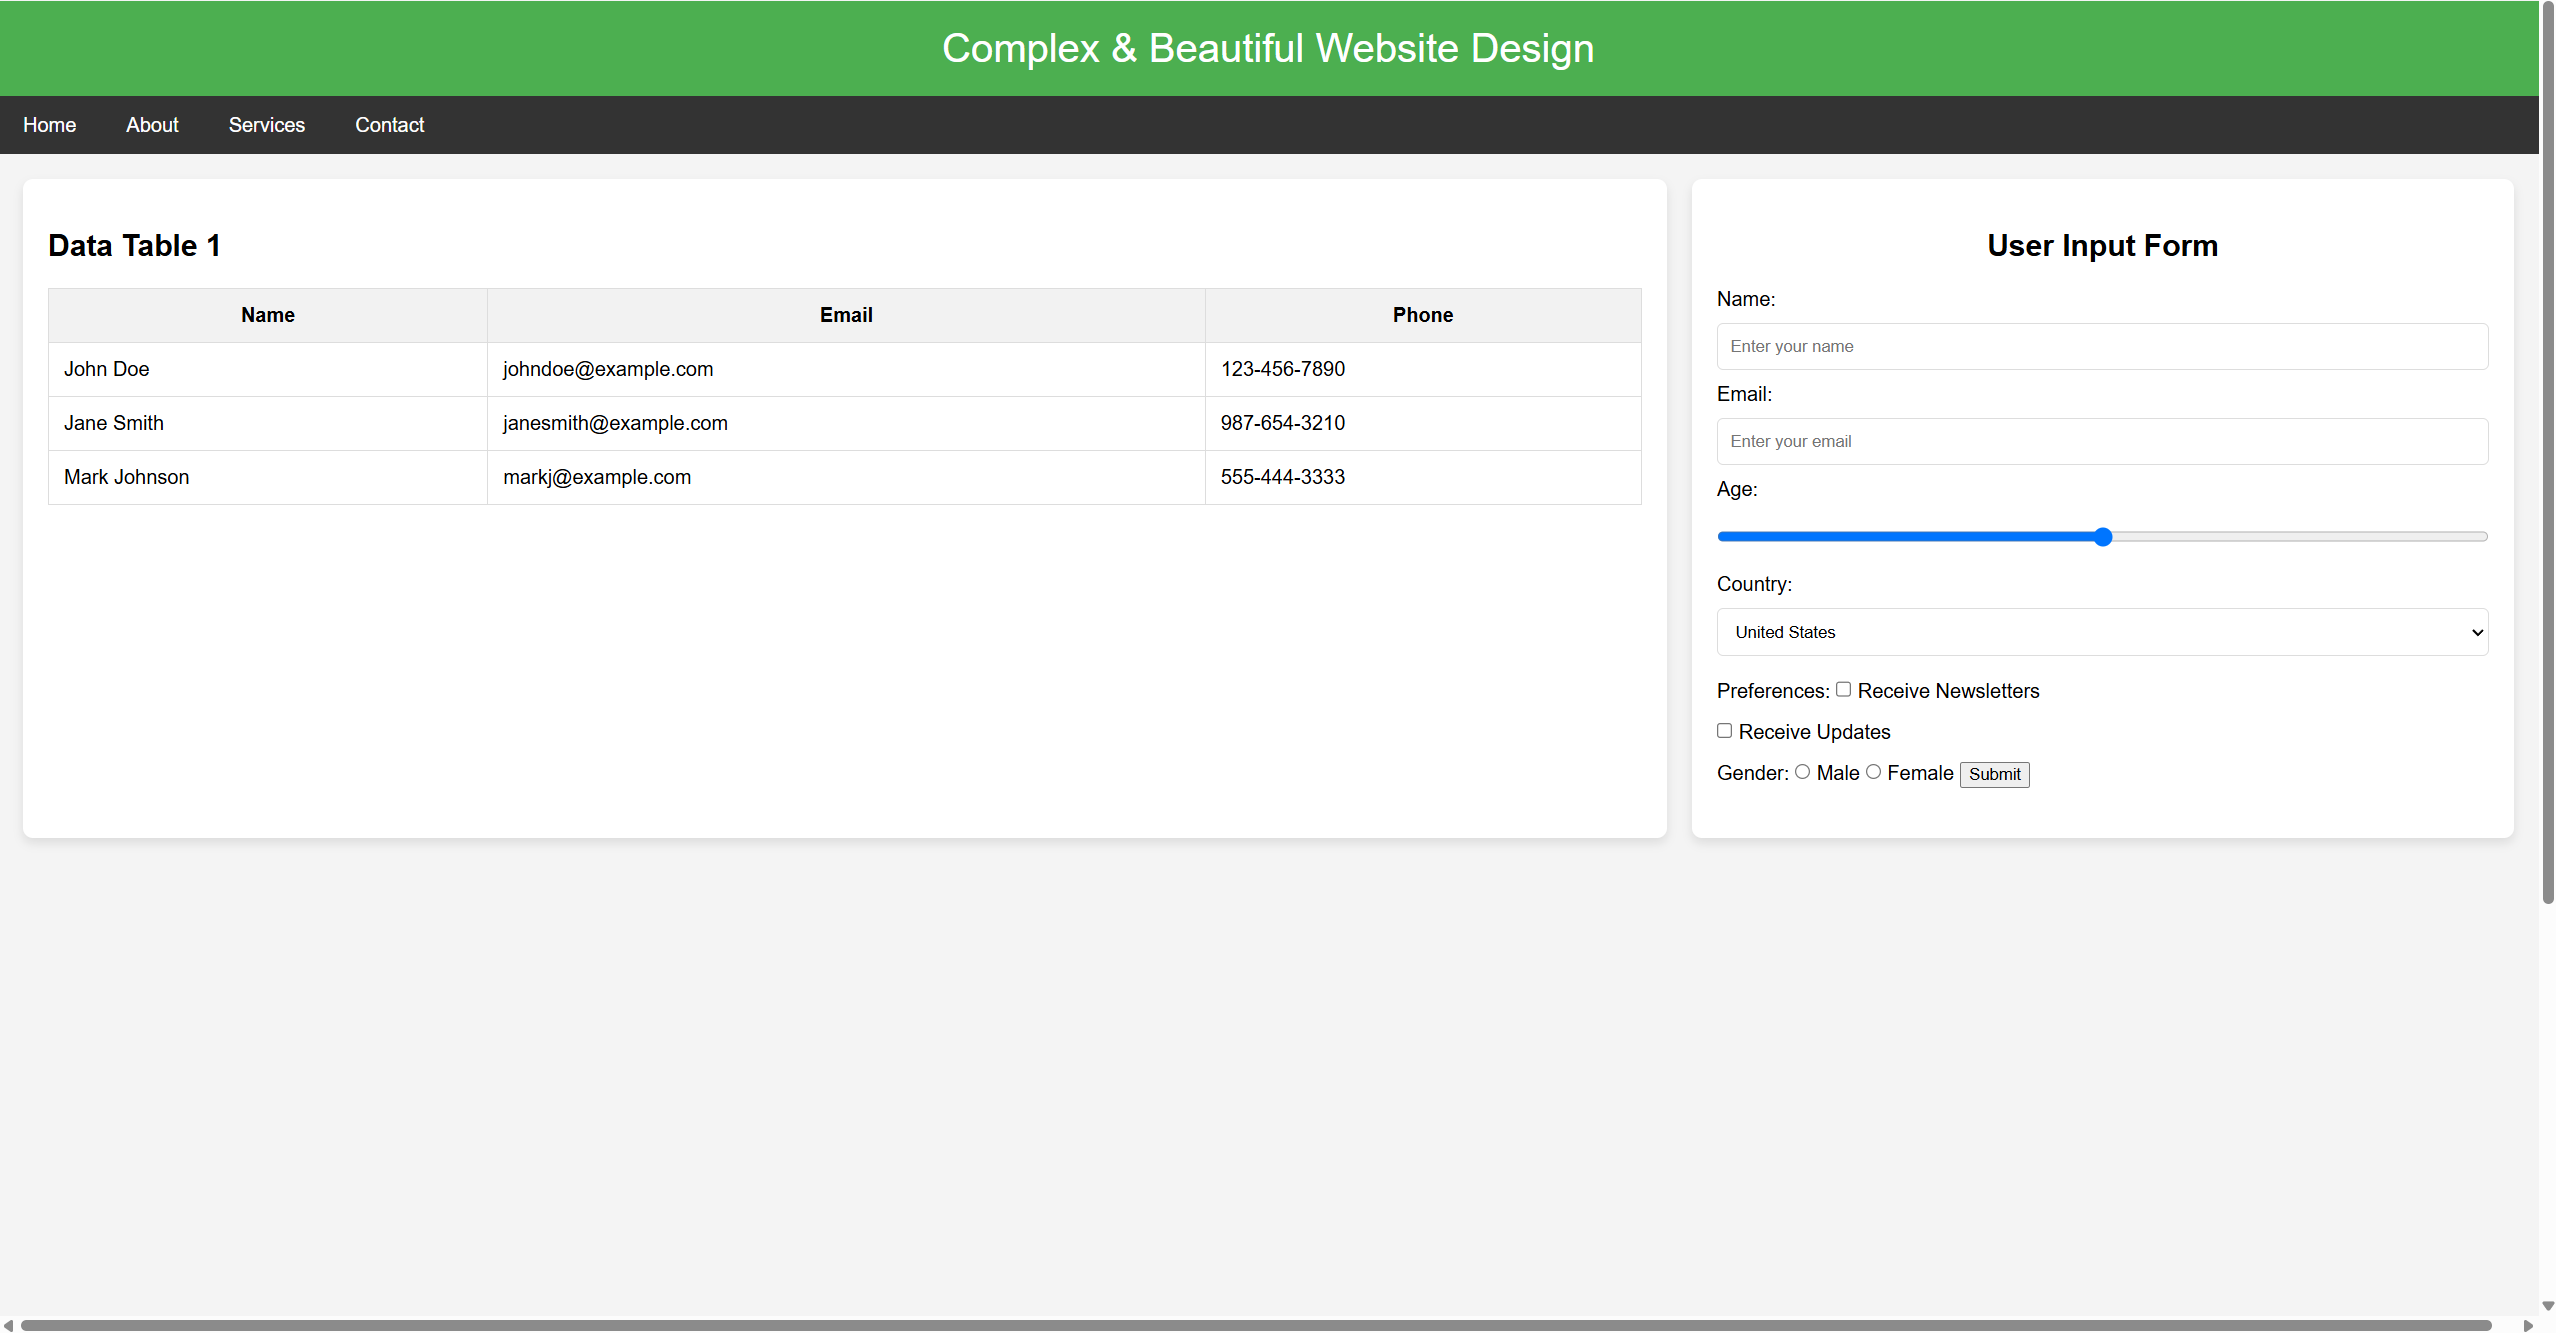 Complex & Beautiful Website Design
Home About Services Contact
Data Table 1
Name Email Phone
John Doe johndoe@example.com 123-456-7890
Jane Smith janesmith@example.com 987-654-3210
Mark Johnson markj@example.com 555-444-3333
User Input Form
Name:
Enter your name
Email:
Enter your email
Age:
Country:
United States
Preferences: Receive Newsletters
Receive Updates
Gender: Male Female Submit